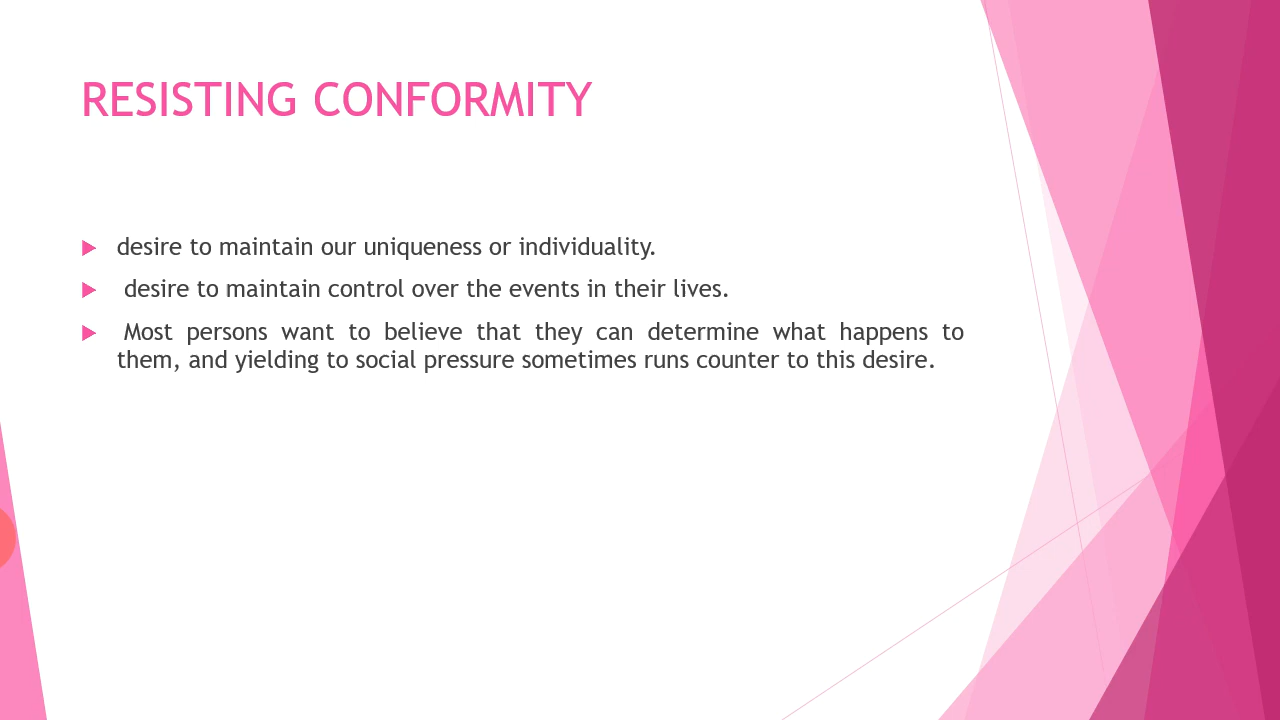 RESISTING CONFORMITY
desire to maintain our uniqueness or individuality.
desire to maintain control over the events in their lives.
Most persons want to believe that they can determine what happens to
them, and yielding to social pressure sometimes runs counter to this desire.